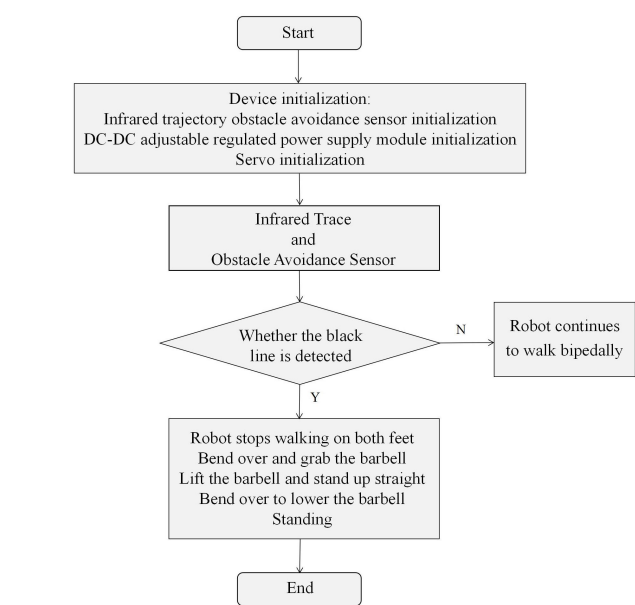 Start
Device initialization:
Infrared trajectory obstacle avoidance sensor initialization
DC-DC adjustable regulated power supply module initialization
Servo initialization
Infrared Trace
and
Obstacle Avoidance Sensor
Whether the black
line is detected
N
Robot continues
to walk bipedally
Y
Robot stops walking on both feet
Bend over and grab the barbell
Lift the barbell and stand up straight
Bend over to lower the barbell
Standing
End